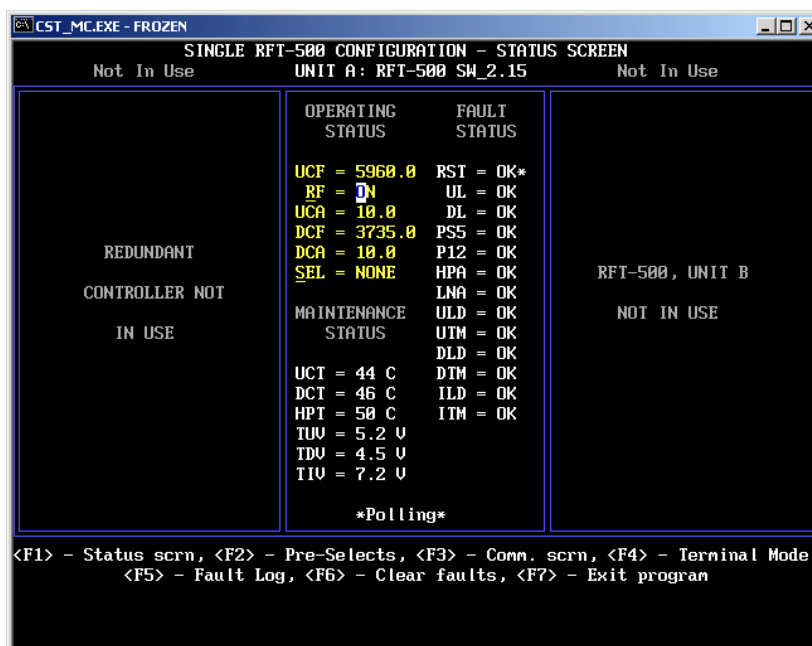 CST_MC.EXE - FROZEN
SINGLE RFT-500 CONFIGURATION - STATUS SCREEN
Not In Use UNIT A: RFT-500 SW_2.15 Not In Use
OPERATING FAULT
STATUS STATUS
UCF = 5960.0 RST = OK*
RF = ON UL = OK
UCA = 10.0 DL = OK
DCF = 3735.0 PS5 = OK
REDUNDANT DCA = 10.0 P12 = OK
SEL = NONE HPA = OK RFT-500, UNIT B
CONTROLLER NOT LNA = OK
MAINTENANCE ULD = OK NOT IN USE
IN USE STATUS UTM = OK
DLD = OK
UCT = 44 C DTM = OK
DCT = 46 C ILD = OK
HPT = 50 C ITM = OK
TUV = 5.2 V
TDV = 4.5 V
TIV = 7.2 V
*Polling*
<F1> - Status scrn, <F2> - Pre-Selects, <F3> - Comm. scrn, <F4> - Terminal Mode
<F5> - Fault Log, <F6> - Clear faults, <F7> - Exit program